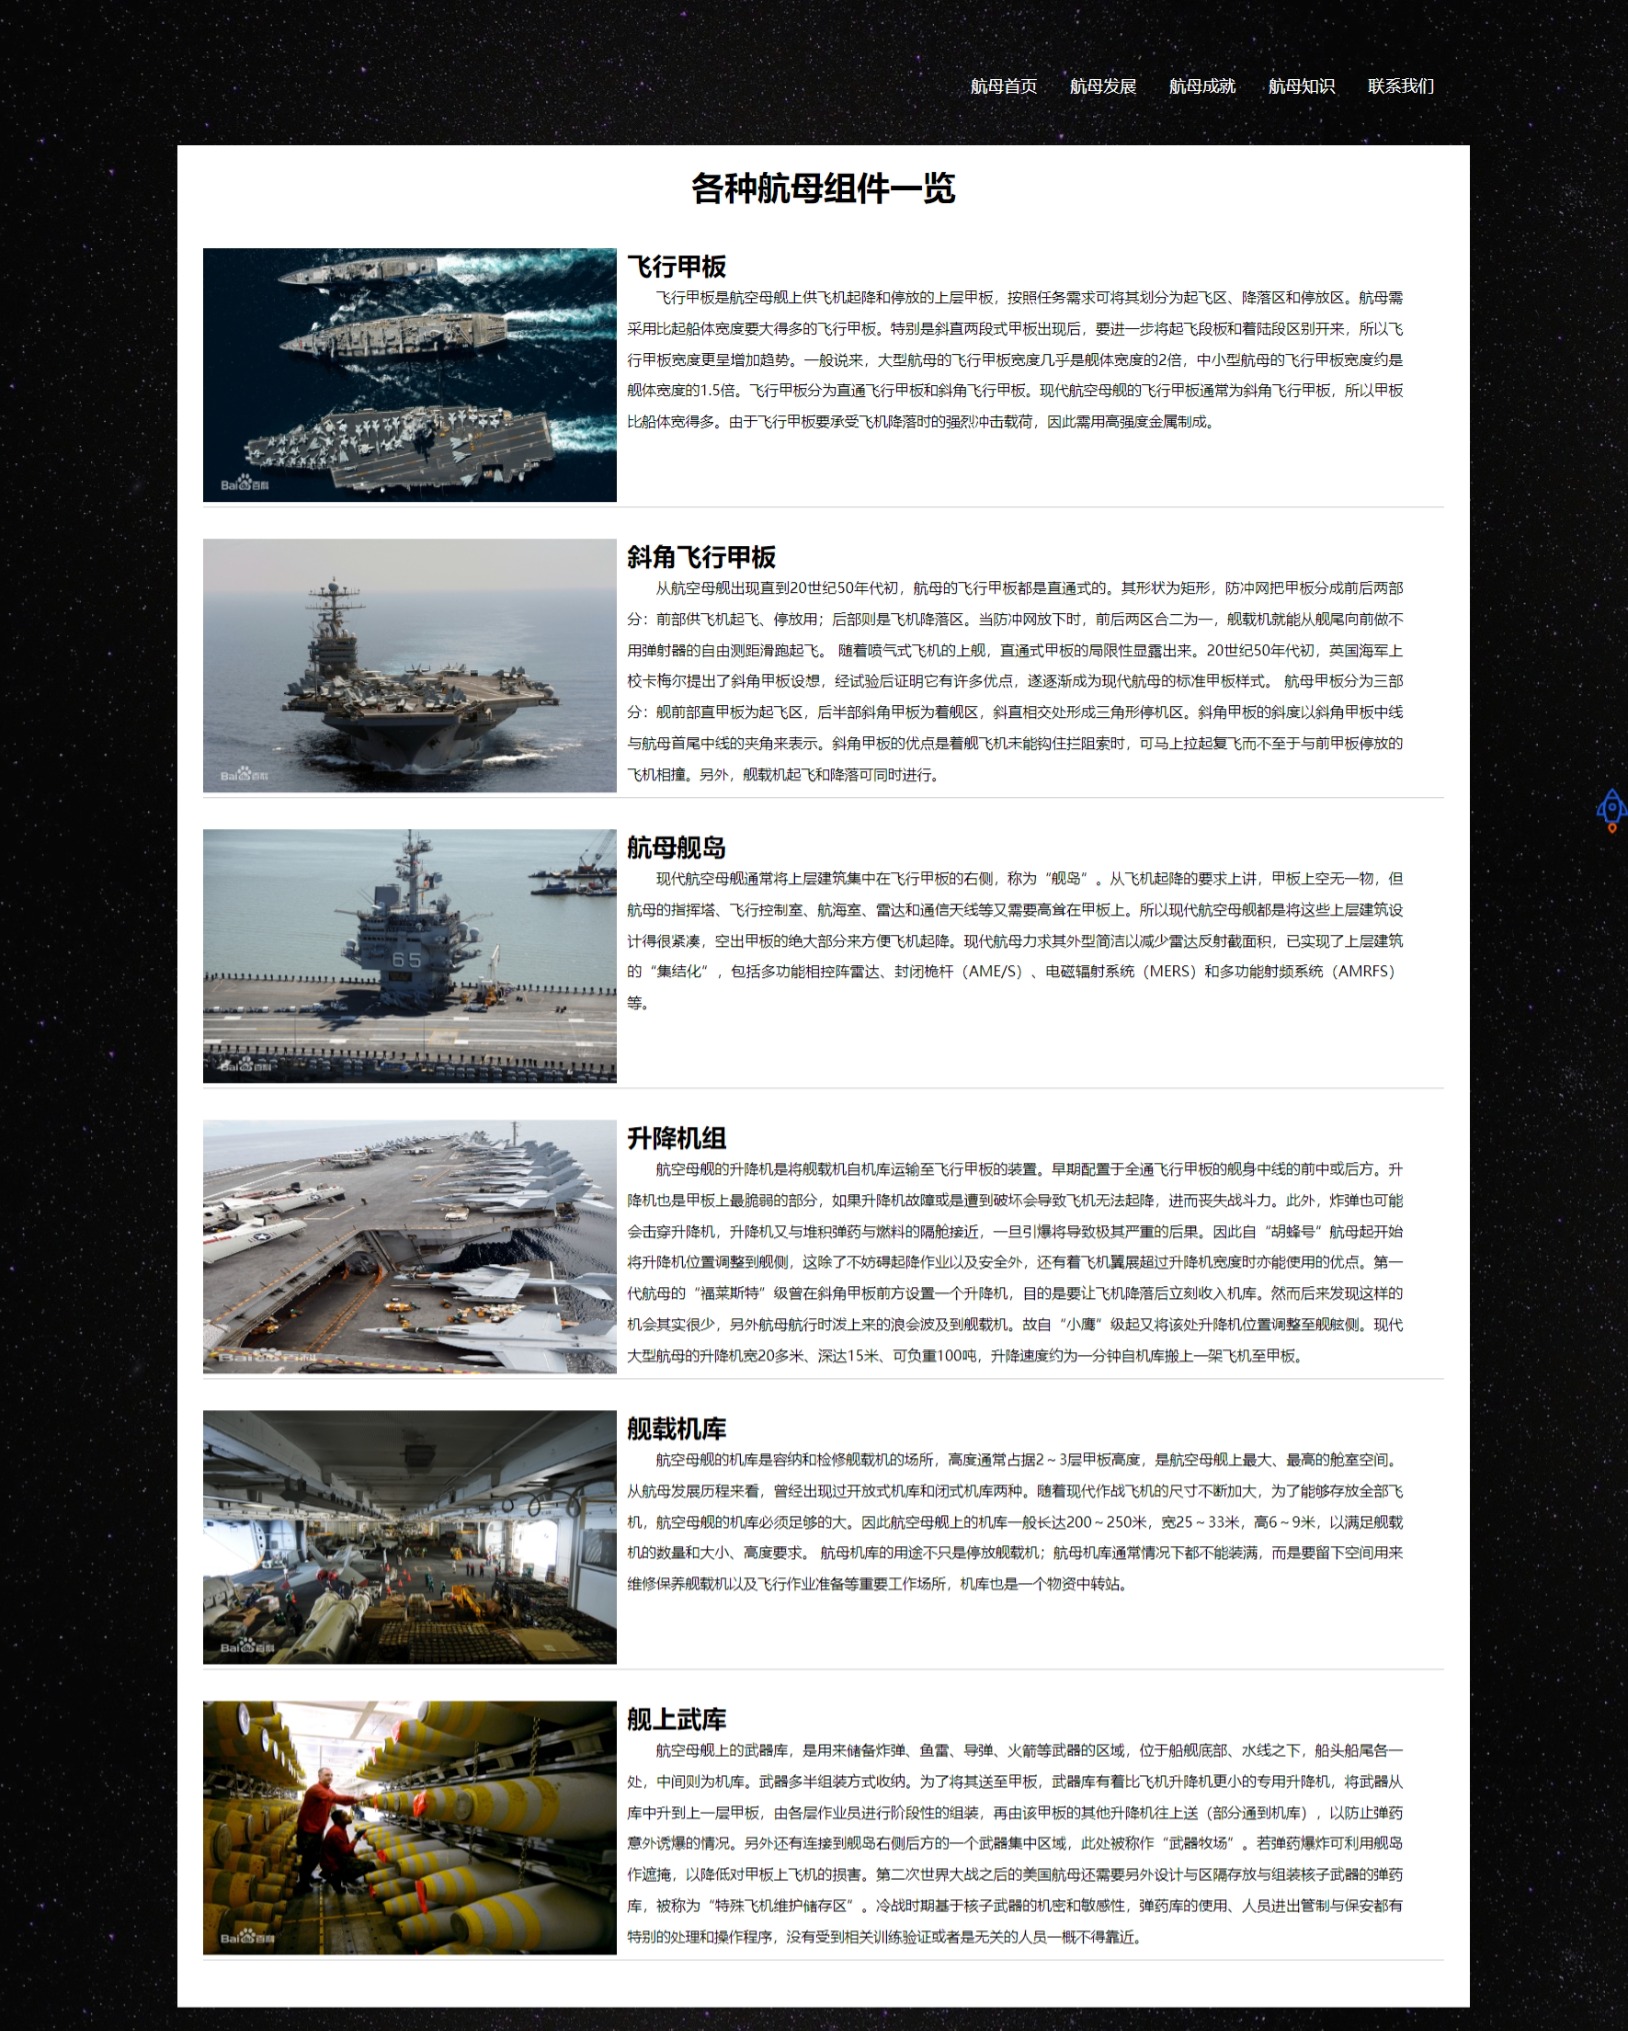 航母首页 航母发展 航母成就 航母知识 联系我们
各种航母组件一览
飞行甲板
飞行甲板是航空母舰上供飞机起降和停放的上层甲板，按照任务需求可将其划分为起飞区、降落区和停放区。航母需
采用比起船体宽度要大得多的飞行甲板。特别是斜直两段式甲板出现后，要进一步将起飞段板和着陆段区别开来，所以飞
行甲板宽度更呈增加趋势。一般说来，大型航母的飞行甲板宽度几乎是舰体宽度的2倍，中小型航母的飞行甲板宽度约是
舰体宽度的1.5倍。飞行甲板分为直通飞行甲板和斜角飞行甲板。现代航空母舰的飞行甲板通常为斜角飞行甲板，所以甲板
比船体宽得多。由于飞行甲板要承受飞机降落时的强烈冲击载荷，因此需用高强度金属制成。
Bai百科
斜角飞行甲板
从航空母舰出现直到20世纪50年代初，航母的飞行甲板都是直通式的。其形状为矩形，防冲网把甲板分成前后两部
分：前部供飞机起飞、停放用；后部则是飞机降落区。当防冲网放下时，前后两区合二为一，舰载机就能从舰尾向前做不
用弹射器的自由测距滑跑起飞。 随着喷气式飞机的上舰，直通式甲板的局限性显露出来。20世纪50年代初，英国海军上
校卡梅尔提出了斜角甲板设想，经试验后证明它有许多优点，遂逐渐成为现代航母的标准甲板样式。 航母甲板分为三部
分：舰前部直甲板为起飞区，后半部斜角甲板为着舰区，斜直相交处形成三角形停机区。斜角甲板的斜度以斜角甲板中线
与航母首尾中线的夹角来表示。斜角甲板的优点是着舰飞机未能钩住拦阻索时，可马上拉起复飞而不至于与前甲板停放的
飞机相撞。另外，舰载机起飞和降落可同时进行。
Bai百科
航母舰岛
现代航空母舰通常将上层建筑集中在飞行甲板的右侧，称为“舰岛”。从飞机起降的要求上讲，甲板上空无一物，但
航母的指挥塔、飞行控制室、航海室、雷达和通信天线等又需要高耸在甲板上。所以现代航空母舰都是将这些上层建筑设
计得很紧凑，空出甲板的绝大部分来方便飞机起降。现代航母力求其外型简洁以减少雷达反射截面积，已实现了上层建筑
的“集结化”，包括多功能相控阵雷达、封闭桅杆（AME/S）、电磁辐射系统（MERS）和多功能射频系统（AMRFS）
等。
65
Bai百科
升降机组
航空母舰的升降机是将舰载机自机库运输至飞行甲板的装置。早期配置于全通飞行甲板的舰身中线的前中或后方。升
降机也是甲板上最脆弱的部分，如果升降机故障或是遭到破坏会导致飞机无法起降，进而丧失战斗力。此外，炸弹也可能
会击穿升降机，升降机又与堆积弹药与燃料的隔舱接近，一旦引爆将导致极其严重的后果。因此自“胡蜂号”航母起开始
将升降机位置调整到舰侧，这除了不妨碍起降作业以及安全外，还有着飞机翼展超过升降机宽度时亦能使用的优点。第一
代航母的“福莱斯特”级曾在斜角甲板前方设置一个升降机，目的是要让飞机降落后立刻收入机库。然而后来发现这样的
机会其实很少，另外航母航行时泼上来的浪会波及到舰载机。故自“小鹰”级起又将该处升降机位置调整至舰舷侧。现代
大型航母的升降机宽20多米、深达15米、可负重100吨，升降速度约为一分钟自机库搬上一架飞机至甲板。
Bai百科
舰载机库
航空母舰的机库是容纳和检修舰载机的场所，高度通常占据2～3层甲板高度，是航空母舰上最大、最高的舱室空间。
从航母发展历程来看，曾经出现过开放式机库和闭式机库两种。随着现代作战飞机的尺寸不断加大，为了能够存放全部飞
机，航空母舰的机库必须足够的大。因此航空母舰上的机库一般长达200～250米，宽25～33米，高6～9米，以满足舰载
机的数量和大小、高度要求。 航母机库的用途不只是停放舰载机；航母机库通常情况下都不能装满，而是要留下空间用来
维修保养舰载机以及飞行作业准备等重要工作场所，机库也是一个物资中转站。
Bai百科
舰上武库
航空母舰上的武器库，是用来储备炸弹、鱼雷、导弹、火箭等武器的区域，位于船舰底部、水线之下，船头船尾各一
处，中间则为机库。武器多半组装方式收纳。为了将其送至甲板，武器库有着比飞机升降机更小的专用升降机，将武器从
库中升到上一层甲板，由各层作业员进行阶段性的组装，再由该甲板的其他升降机往上送（部分通到机库），以防止弹药
意外诱爆的情况。另外还有连接到舰岛右侧后方的一个武器集中区域，此处被称作“武器牧场”。若弹药爆炸可利用舰岛
作遮掩，以降低对甲板上飞机的损害。第二次世界大战之后的美国航母还需要另外设计与区隔存放与组装核子武器的弹药
库，被称为“特殊飞机维护储存区”。冷战时期基于核子武器的机密和敏感性，弹药库的使用、人员进出管制与保安都有
特别的处理和操作程序，没有受到相关训练验证或者是无关的人员一概不得靠近。
Bai百科